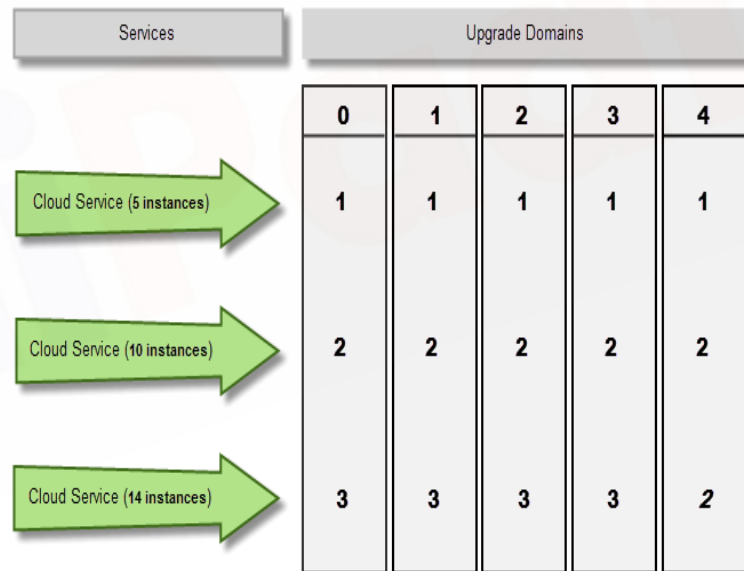 Services Upgrade Domains
0 1 2 3 4
Cloud Service (5 instances) 1 1 1 1 1
Cloud Service (10 instances) 2 2 2 2 2
Cloud Service (14 instances) 3 3 3 3 2